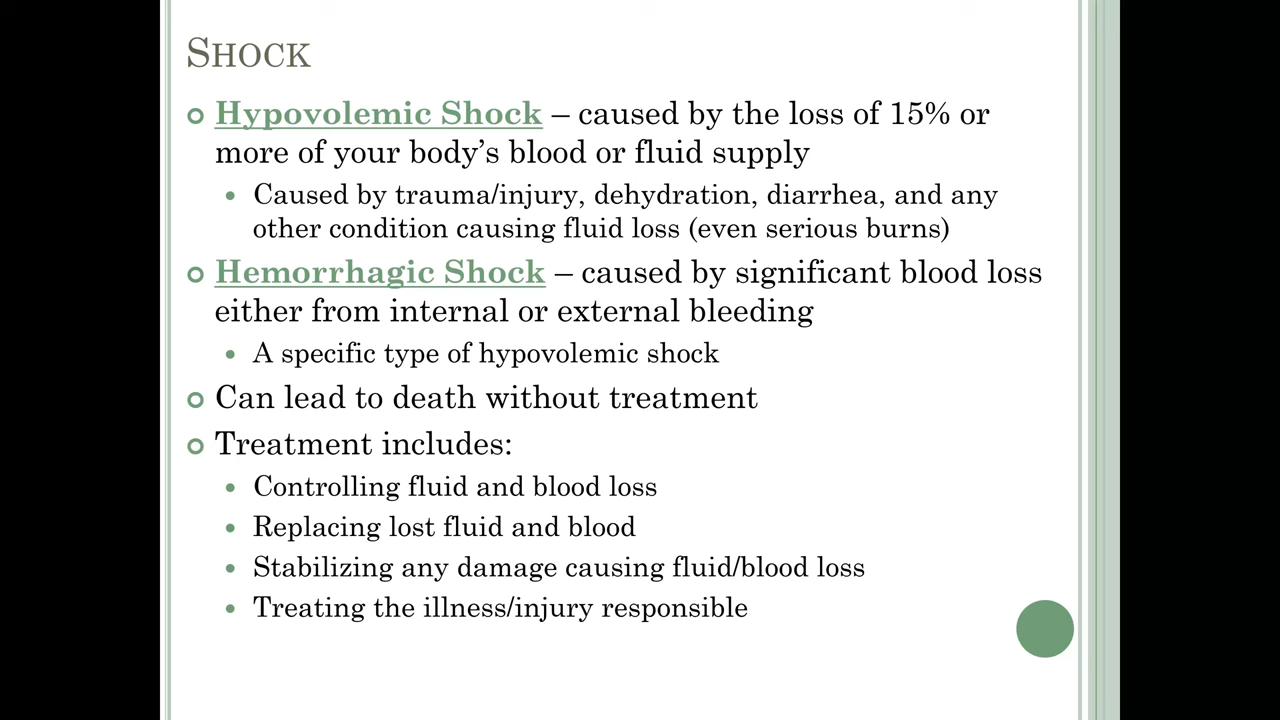 SHOCK
Hypovolemic Shock – caused by the loss of 15% or
more of your body's blood or fluid supply
Caused by trauma/injury, dehydration, diarrhea, and any
other condition causing fluid loss (even serious burns)
Hemorrhagic Shock – caused by significant blood loss
either from internal or external bleeding
A specific type of hypovolemic shock
Can lead to death without treatment
Treatment includes:
Controlling fluid and blood loss
Replacing lost fluid and blood
Stabilizing any damage causing fluid/blood loss
Treating the illness/injury responsible